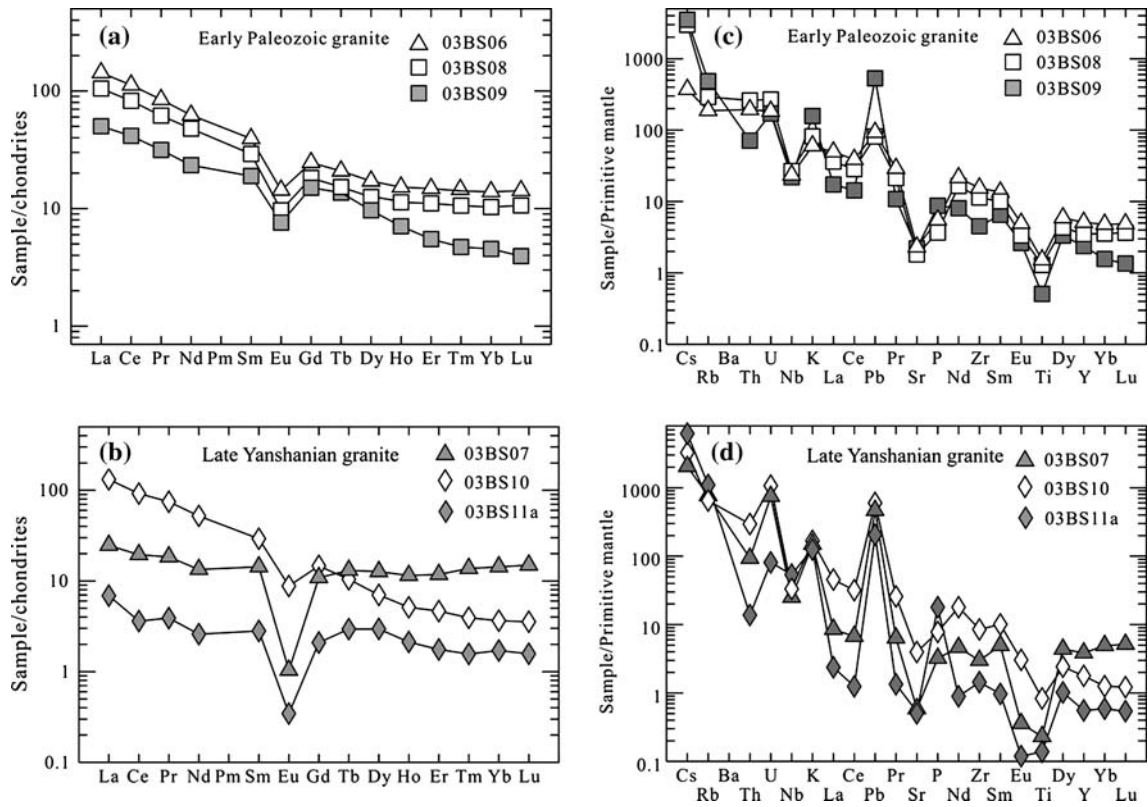 (a)
Early Paleozoic granite
03BS06
03BS08
03BS09
Sample/chondrites
100
10
1
La Ce Pr Nd Pm Sm Eu Gd Tb Dy Ho Er Tm Yb Lu
(c)
Early Paleozoic granite
03BS06
03BS08
03BS09
Sample/Primitive mantle
1000
100
10
1
0.1
Cs Ba U K Ce Pr P Zr Eu Dy Yb
Rb Th Nb La Pb Sr Nd Sm Ti Y Lu
(b)
Late Yanshanian granite
03BS07
03BS10
03BS11a
Sample/chondrites
100
10
1
0.1
La Ce Pr Nd Pm Sm Eu Gd Tb Dy Ho Er Tm Yb Lu
(d)
Late Yanshanian granite
03BS07
03BS10
03BS11a
Sample/Primitive mantle
1000
100
10
1
0.1
Cs Ba U K Ce Pr P Zr Eu Dy Yb
Rb Th Nb La Pb Sr Nd Sm Ti Y Lu